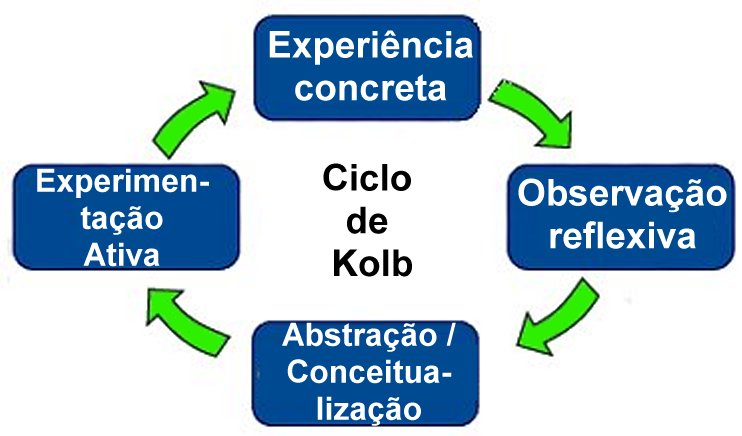 Experiência
concreta
Observação
reflexiva
Abstração /
Conceitua-
lização
Experimen-
tação
Ativa
Ciclo
de
Kolb